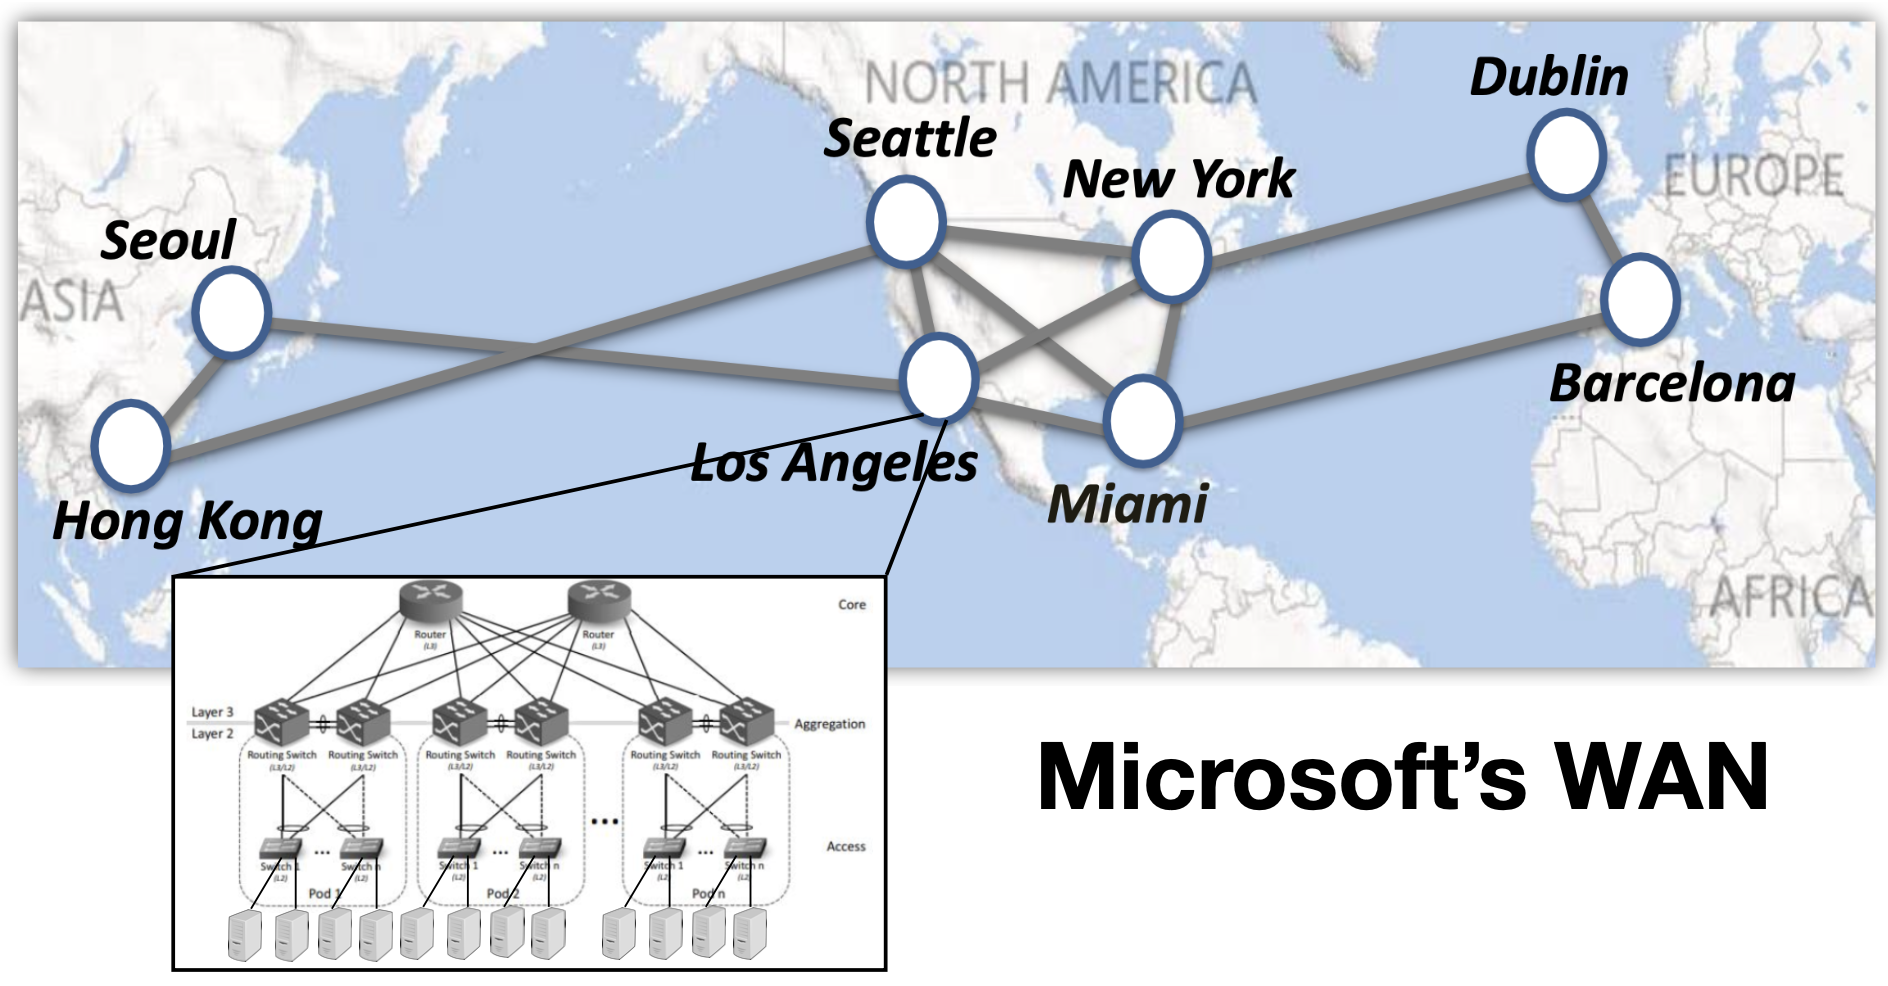 NORTH AMERICA
Dublin
Seattle
New York
EUROPE
Seoul
ASIA
Barcelona
Los Angeles
Miami
Hong Kong
AFRICA
Core
Router
(L3)
Router
(L3)
Layer 3
Layer 2
Aggregation
Routing Switch
(L3/L2)
Routing Switch
(L3/L2)
Routing Switch
(L3/L2)
Routing Switch
(L3/L2)
Routing Switch
(L3/L2)
Routing Switch
(L3/L2)
...
Access
...
...
...
Switch 1
(L2)
Switch n
(L2)
Switch 1
(L2)
Switch n
(L2)
Switch 1
(L2)
Switch n
(L2)
Pod 1
Pod 2
Pod n
Microsoft’s WAN